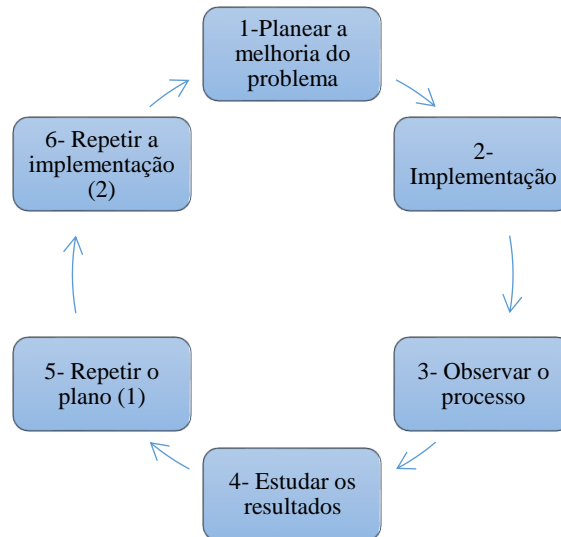 1-Planear a
melhoria do
problema
2-
Implementação
3- Observar o
processo
4- Estudar os
resultados
5- Repetir o
plano (1)
6- Repetir a
implementação
(2)